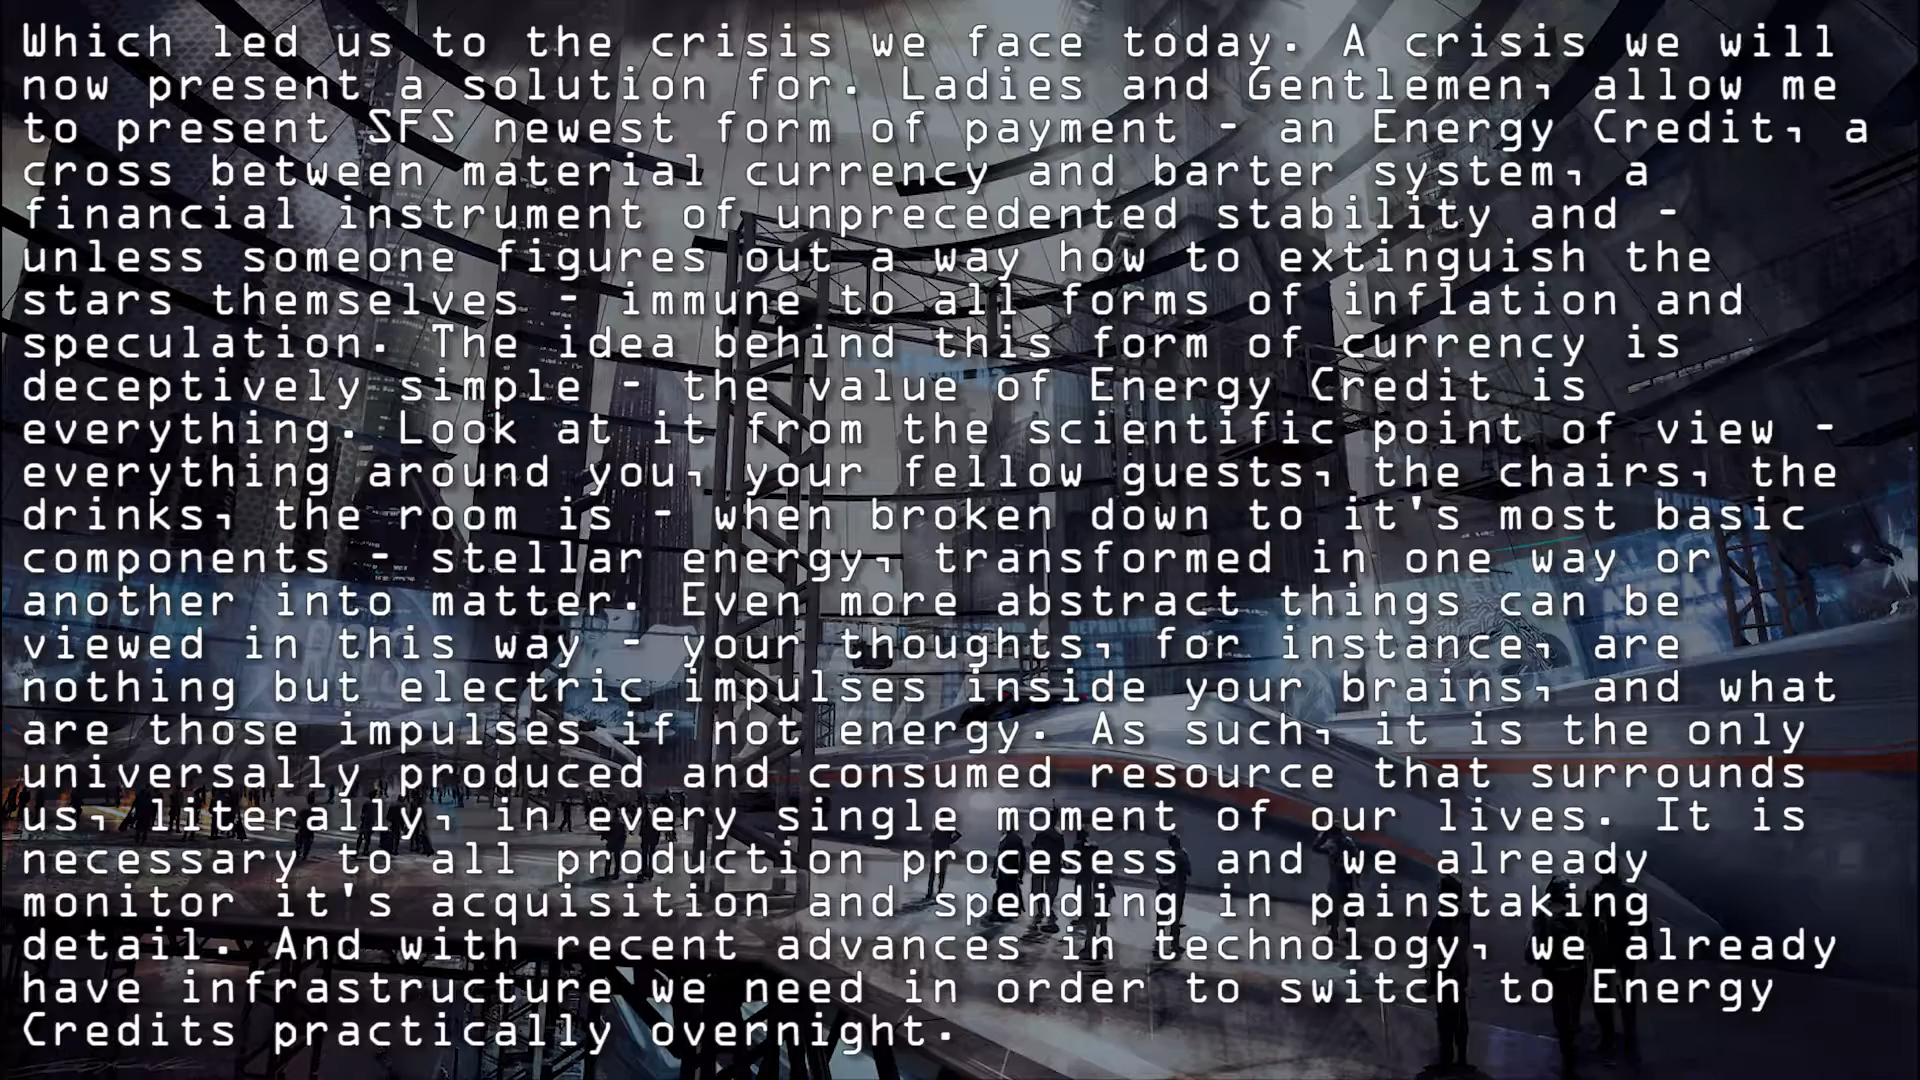 Which led us to the crisis we face today. A crisis we will
now present a solution for. Ladies and Gentlemen, allow me
to present SFS newest form of payment - an Energy Credit, a
cross between material currency and barter system, a
financial instrument of unprecedented stability and -
unless someone figures out a way how to extinguish the
stars themselves - immune to all forms of inflation and
speculation. The idea behind this form of currency is
deceptively simple - the value of Energy Credit is
everything. Look at it from the scientific point of view -
everything around you, your fellow guests, the chairs, the
drinks, the room is - when broken down to it's most basic
components - stellar energy, transformed in one way or
another into matter. Even more abstract things can be
viewed in this way - your thoughts, for instance, are
nothing but electric impulses inside your brains, and what
are those impulses if not energy. As such, it is the only
universally produced and consumed resource that surrounds
us, literally, in every single moment of our lives. It is
necessary to all production procesess and we already
monitor it's acquisition and spending in painstaking
detail. And with recent advances in technology, we already
have infrastructure we need in order to switch to Energy
Credits practically overnight.